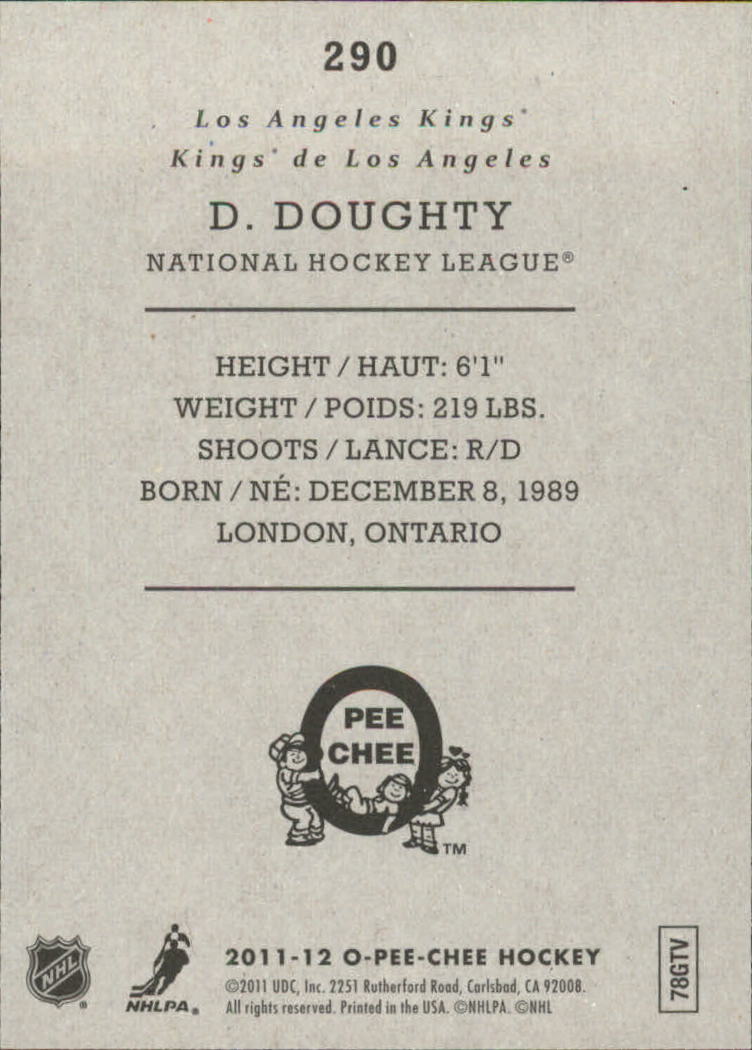 290
Los Angeles Kings®
Kings® de Los Angeles
D. DOUGHTY
NATIONAL HOCKEY LEAGUE®
HEIGHT / HAUT: 6'1"
WEIGHT / POIDS: 219 LBS.
SHOOTS / LANCE: R/D
BORN / NÉ: DECEMBER 8, 1989
LONDON, ONTARIO
O
PEE
CHEE
TM
NHL®
NHLPA®
2011-12 O-PEE-CHEE HOCKEY
©2011 UDC, Inc. 2251 Rutherford Road, Carlsbad, CA 92008.
All rights reserved. Printed in the USA. ©NHLPA. ©NHL
78GTV